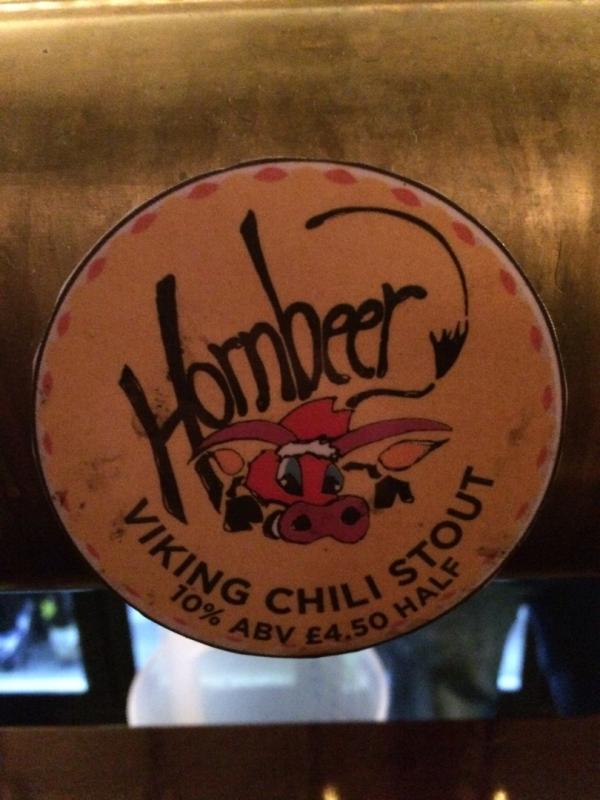 Hornbeer
VIKING CHILI STOUT
10% ABV £4.50 HALF